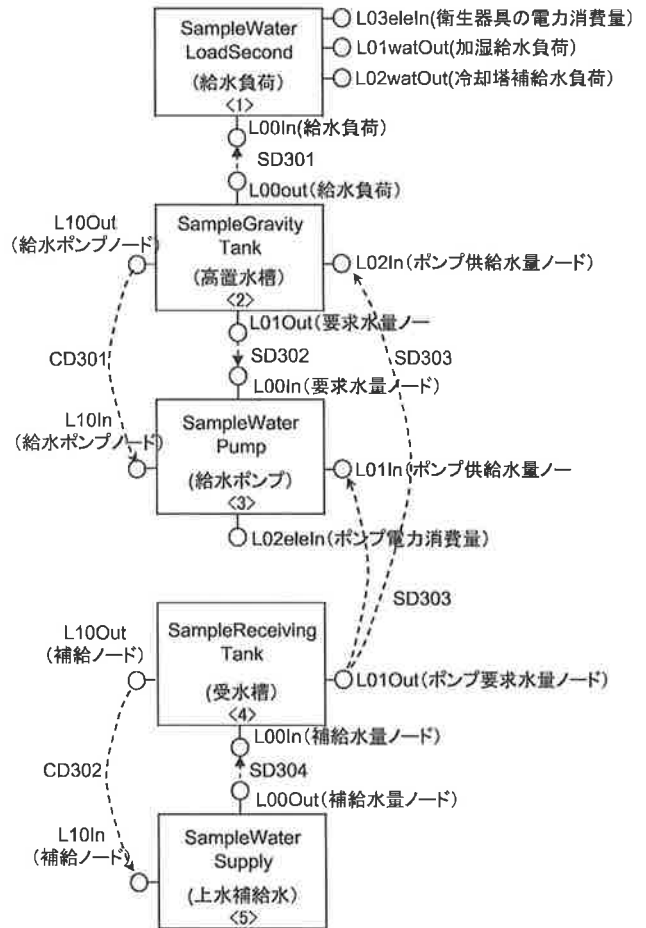 SampleWater
LoadSecond
(給水負荷)
<1>
L03eleIn(衛生器具の電力消費量)
L01watOut(加湿給水負荷)
L02watOut(冷却塔補給水負荷)
L00In(給水負荷)
SD301
L00out(給水負荷)
L10Out
(給水ポンプノード)
SampleGravity
Tank
(高置水槽)
<2>
L02In(ポンプ供給水量ノード)
L01Out(要求水量ノー
CD301
SD302
SD303
L00In(要求水量ノード)
L10In
(給水ポンプノード)
SampleWater
Pump
(給水ポンプ)
<3>
L01In(ポンプ供給水量ノー
L02eleIn(ポンプ電力消費量)
SD303
L10Out
(補給ノード)
SampleReceiving
Tank
(受水槽)
<4>
L01Out(ポンプ要求水量ノード)
L00In(補給水量ノード)
CD302
SD304
L00Out(補給水量ノード)
L10In
(補給ノード)
SampleWater
Supply
(上水補給水)
<5>